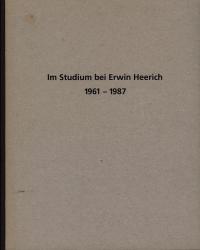 Im Studium bei Erwin Heerich
1961 – 1987